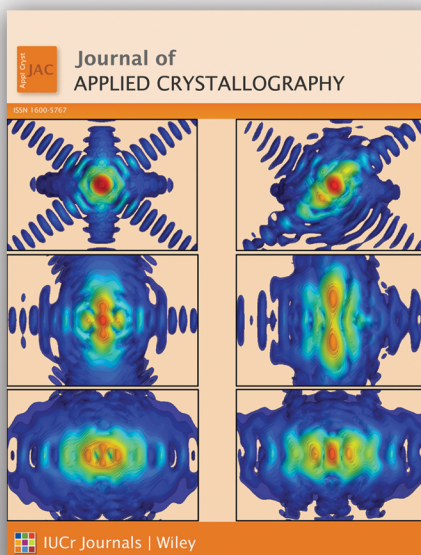 Appl Cryst
JAC
Journal of
APPLIED CRYSTALLOGRAPHY
ISSN 1600-5767
IUCr Journals | Wiley